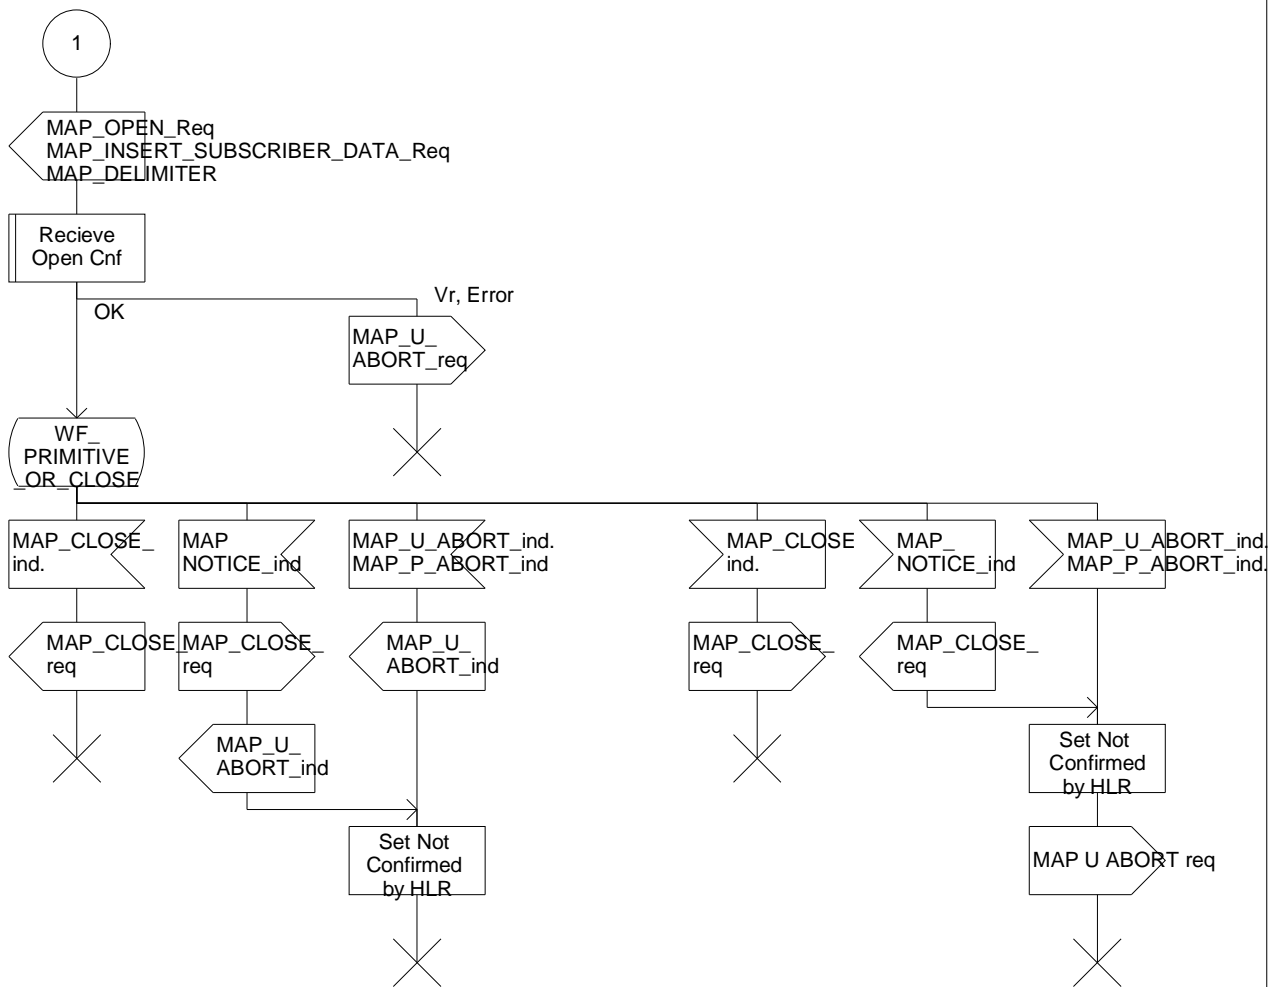 1
MAP_OPEN_Req
MAP_INSERT_SUBSCRIBER_DATA_Req
MAP_DELIMITER
Recieve
Open Cnf
OK
Vr, Error
MAP_U_
ABORT_req
WF_
PRIMITIVE
_OR_CLOSE
MAP_CLOSE_
ind.
MAP
NOTICE_ind
MAP_U_ABORT_ind.
MAP_P_ABORT_ind
MAP_CLOSE
ind.
MAP_
NOTICE_ind
MAP_U_ABORT_ind.
MAP_P_ABORT_ind.
MAP_CLOSE_
req
MAP_CLOSE_
req
MAP_U_
ABORT_ind
MAP_CLOSE_
req
MAP_CLOSE_
req
MAP_U_
ABORT_ind
Set Not
Confirmed
by HLR
Set Not
Confirmed
by HLR
MAP U ABORT req